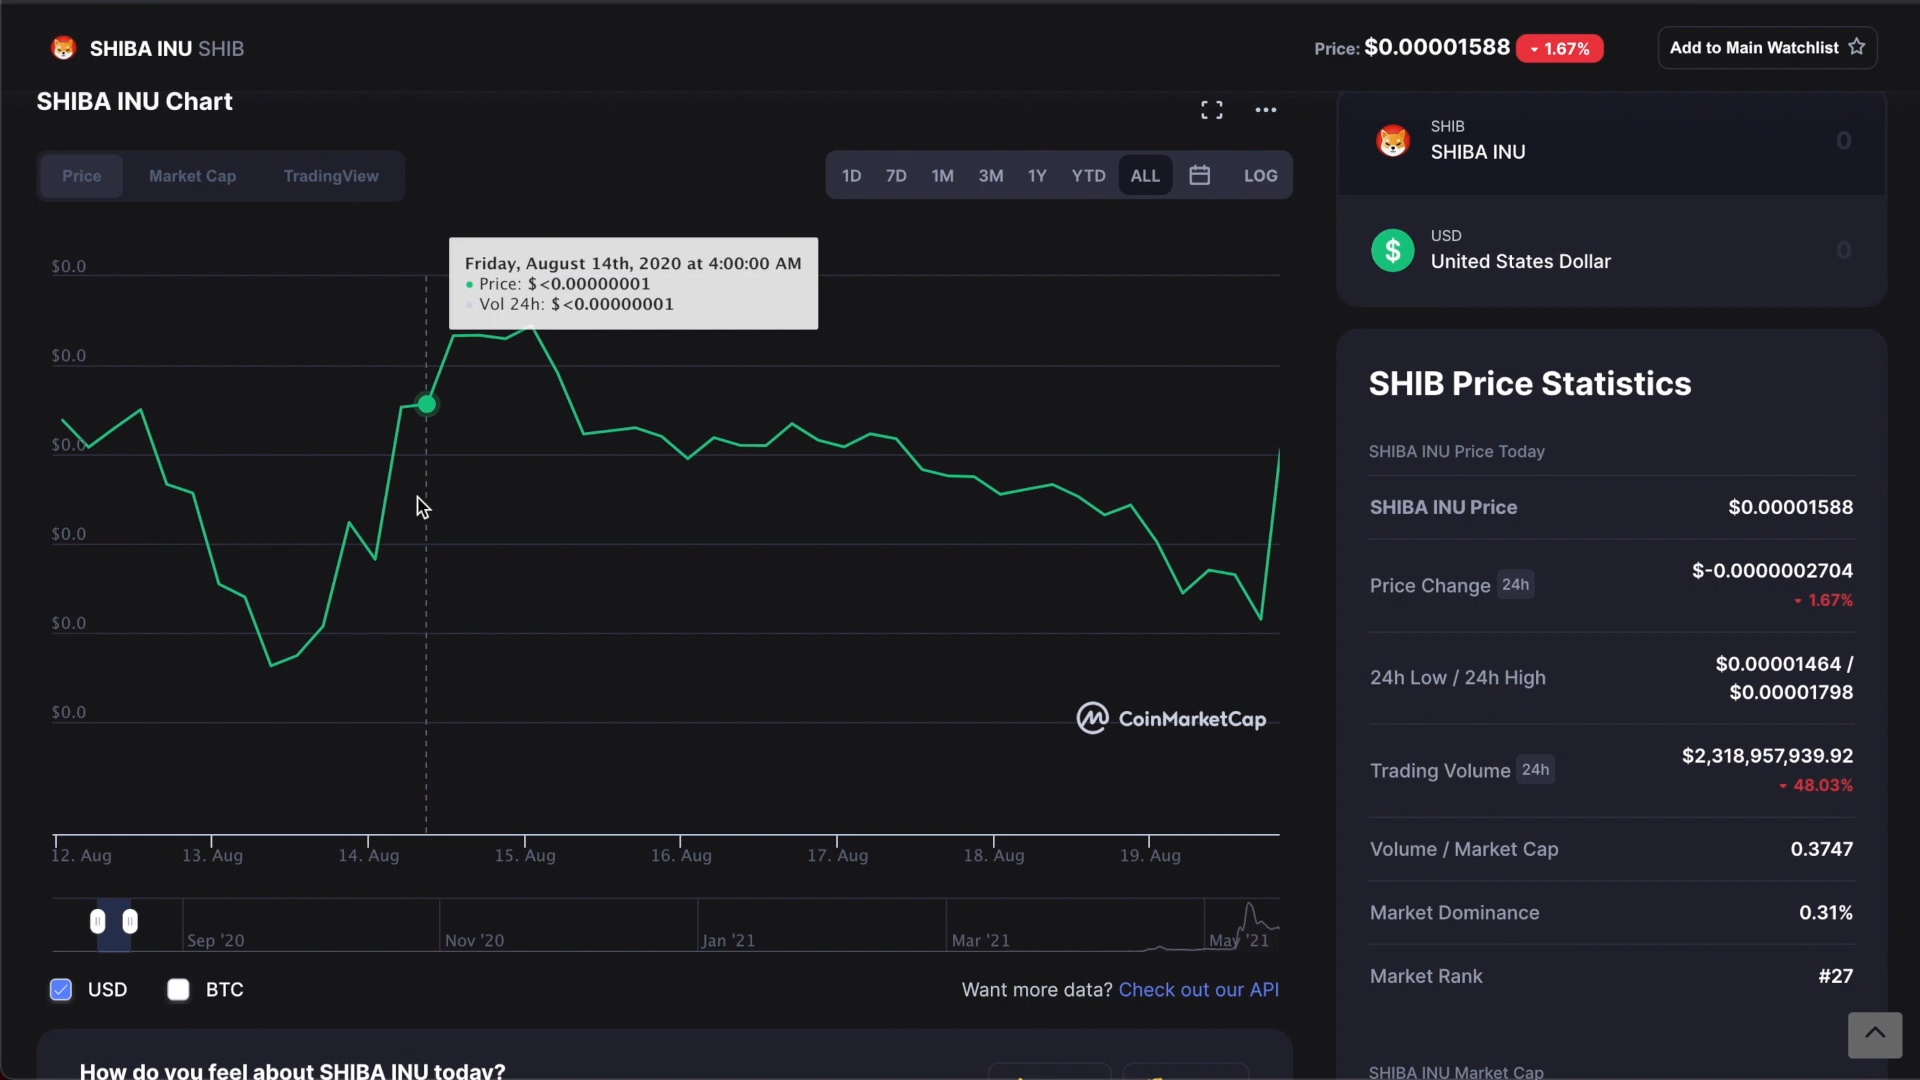 SHIBA INU SHIB
Price: $0.00001588 1.67%
Add to Main Watchlist
SHIBA INU Chart
Price Market Cap TradingView
1D 7D 1M 3M 1Y YTD ALL LOG
Friday, August 14th, 2020 at 4:00:00 AM
Price: $<0.00000001
Vol 24h: $<0.00000001
$0.0
$0.0
$0.0
$0.0
$0.0
$0.0
CoinMarketCap
12. Aug 13. Aug 14. Aug 15. Aug 16. Aug 17. Aug 18. Aug 19. Aug
Sep '20 Nov '20 Jan '21 Mar '21 May '21
USD BTC
Want more data? Check out our API
How do you feel about SHIBA INU today?
SHIB
SHIBA INU
0
USD
United States Dollar
0
SHIB Price Statistics
SHIBA INU Price Today
SHIBA INU Price $0.00001588
Price Change 24h $-0.0000002704
1.67%
24h Low / 24h High $0.00001464 /
$0.00001798
Trading Volume 24h $2,318,957,939.92
48.03%
Volume / Market Cap 0.3747
Market Dominance 0.31%
Market Rank #27
SHIBA INU Market Cap